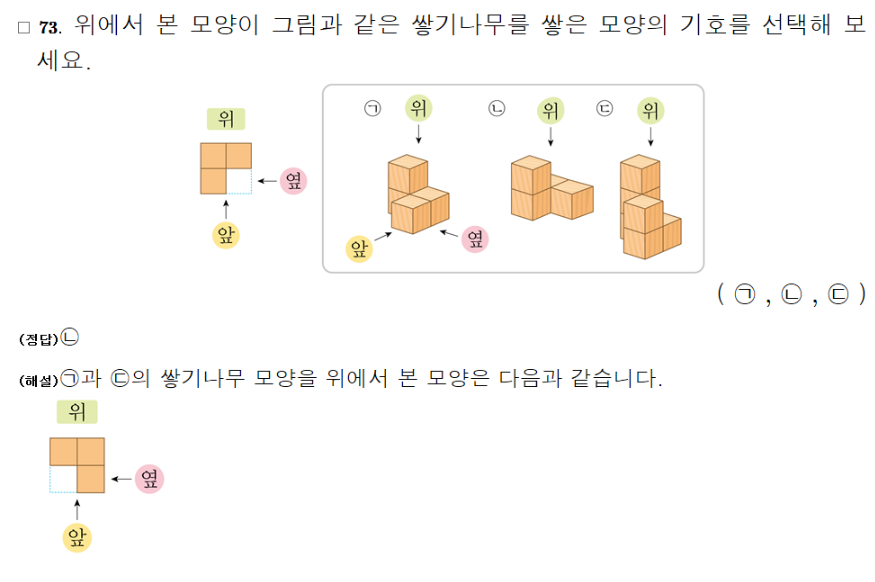 □ 73. 위에서 본 모양이 그림과 같은 쌓기나무를 쌓은 모양의 기호를 선택해 보
세요.
위
옆
앞
㉠ 위
㉡ 위
㉢ 위
앞
옆
( ㉠ , ㉡ , ㉢ )
(정답)㉡
(해설)㉠과 ㉢의 쌓기나무 모양을 위에서 본 모양은 다음과 같습니다.
위
옆
앞